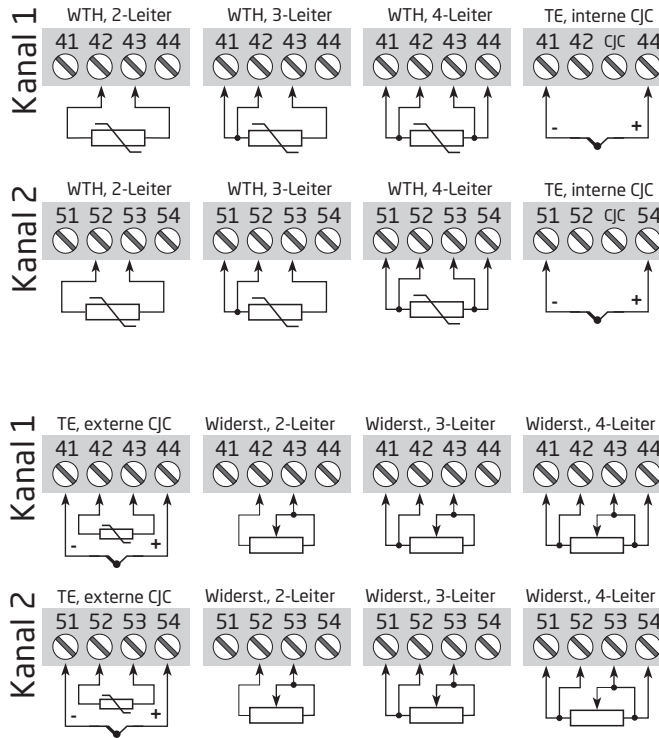 Kanal 1
WTH, 2-Leiter WTH, 3-Leiter WTH, 4-Leiter TE, interne CJC
41 42 43 44 41 42 43 44 41 42 43 44 41 42 CJC 44
- +
Kanal 2
WTH, 2-Leiter WTH, 3-Leiter WTH, 4-Leiter TE, interne CJC
51 52 53 54 51 52 53 54 51 52 53 54 51 52 CJC 54
- +
Kanal 1
TE, externe CJC Widerst., 2-Leiter Widerst., 3-Leiter Widerst., 4-Leiter
41 42 43 44 41 42 43 44 41 42 43 44 41 42 43 44
- +
Kanal 2
TE, externe CJC Widerst., 2-Leiter Widerst., 3-Leiter Widerst., 4-Leiter
51 52 53 54 51 52 53 54 51 52 53 54 51 52 53 54
- +